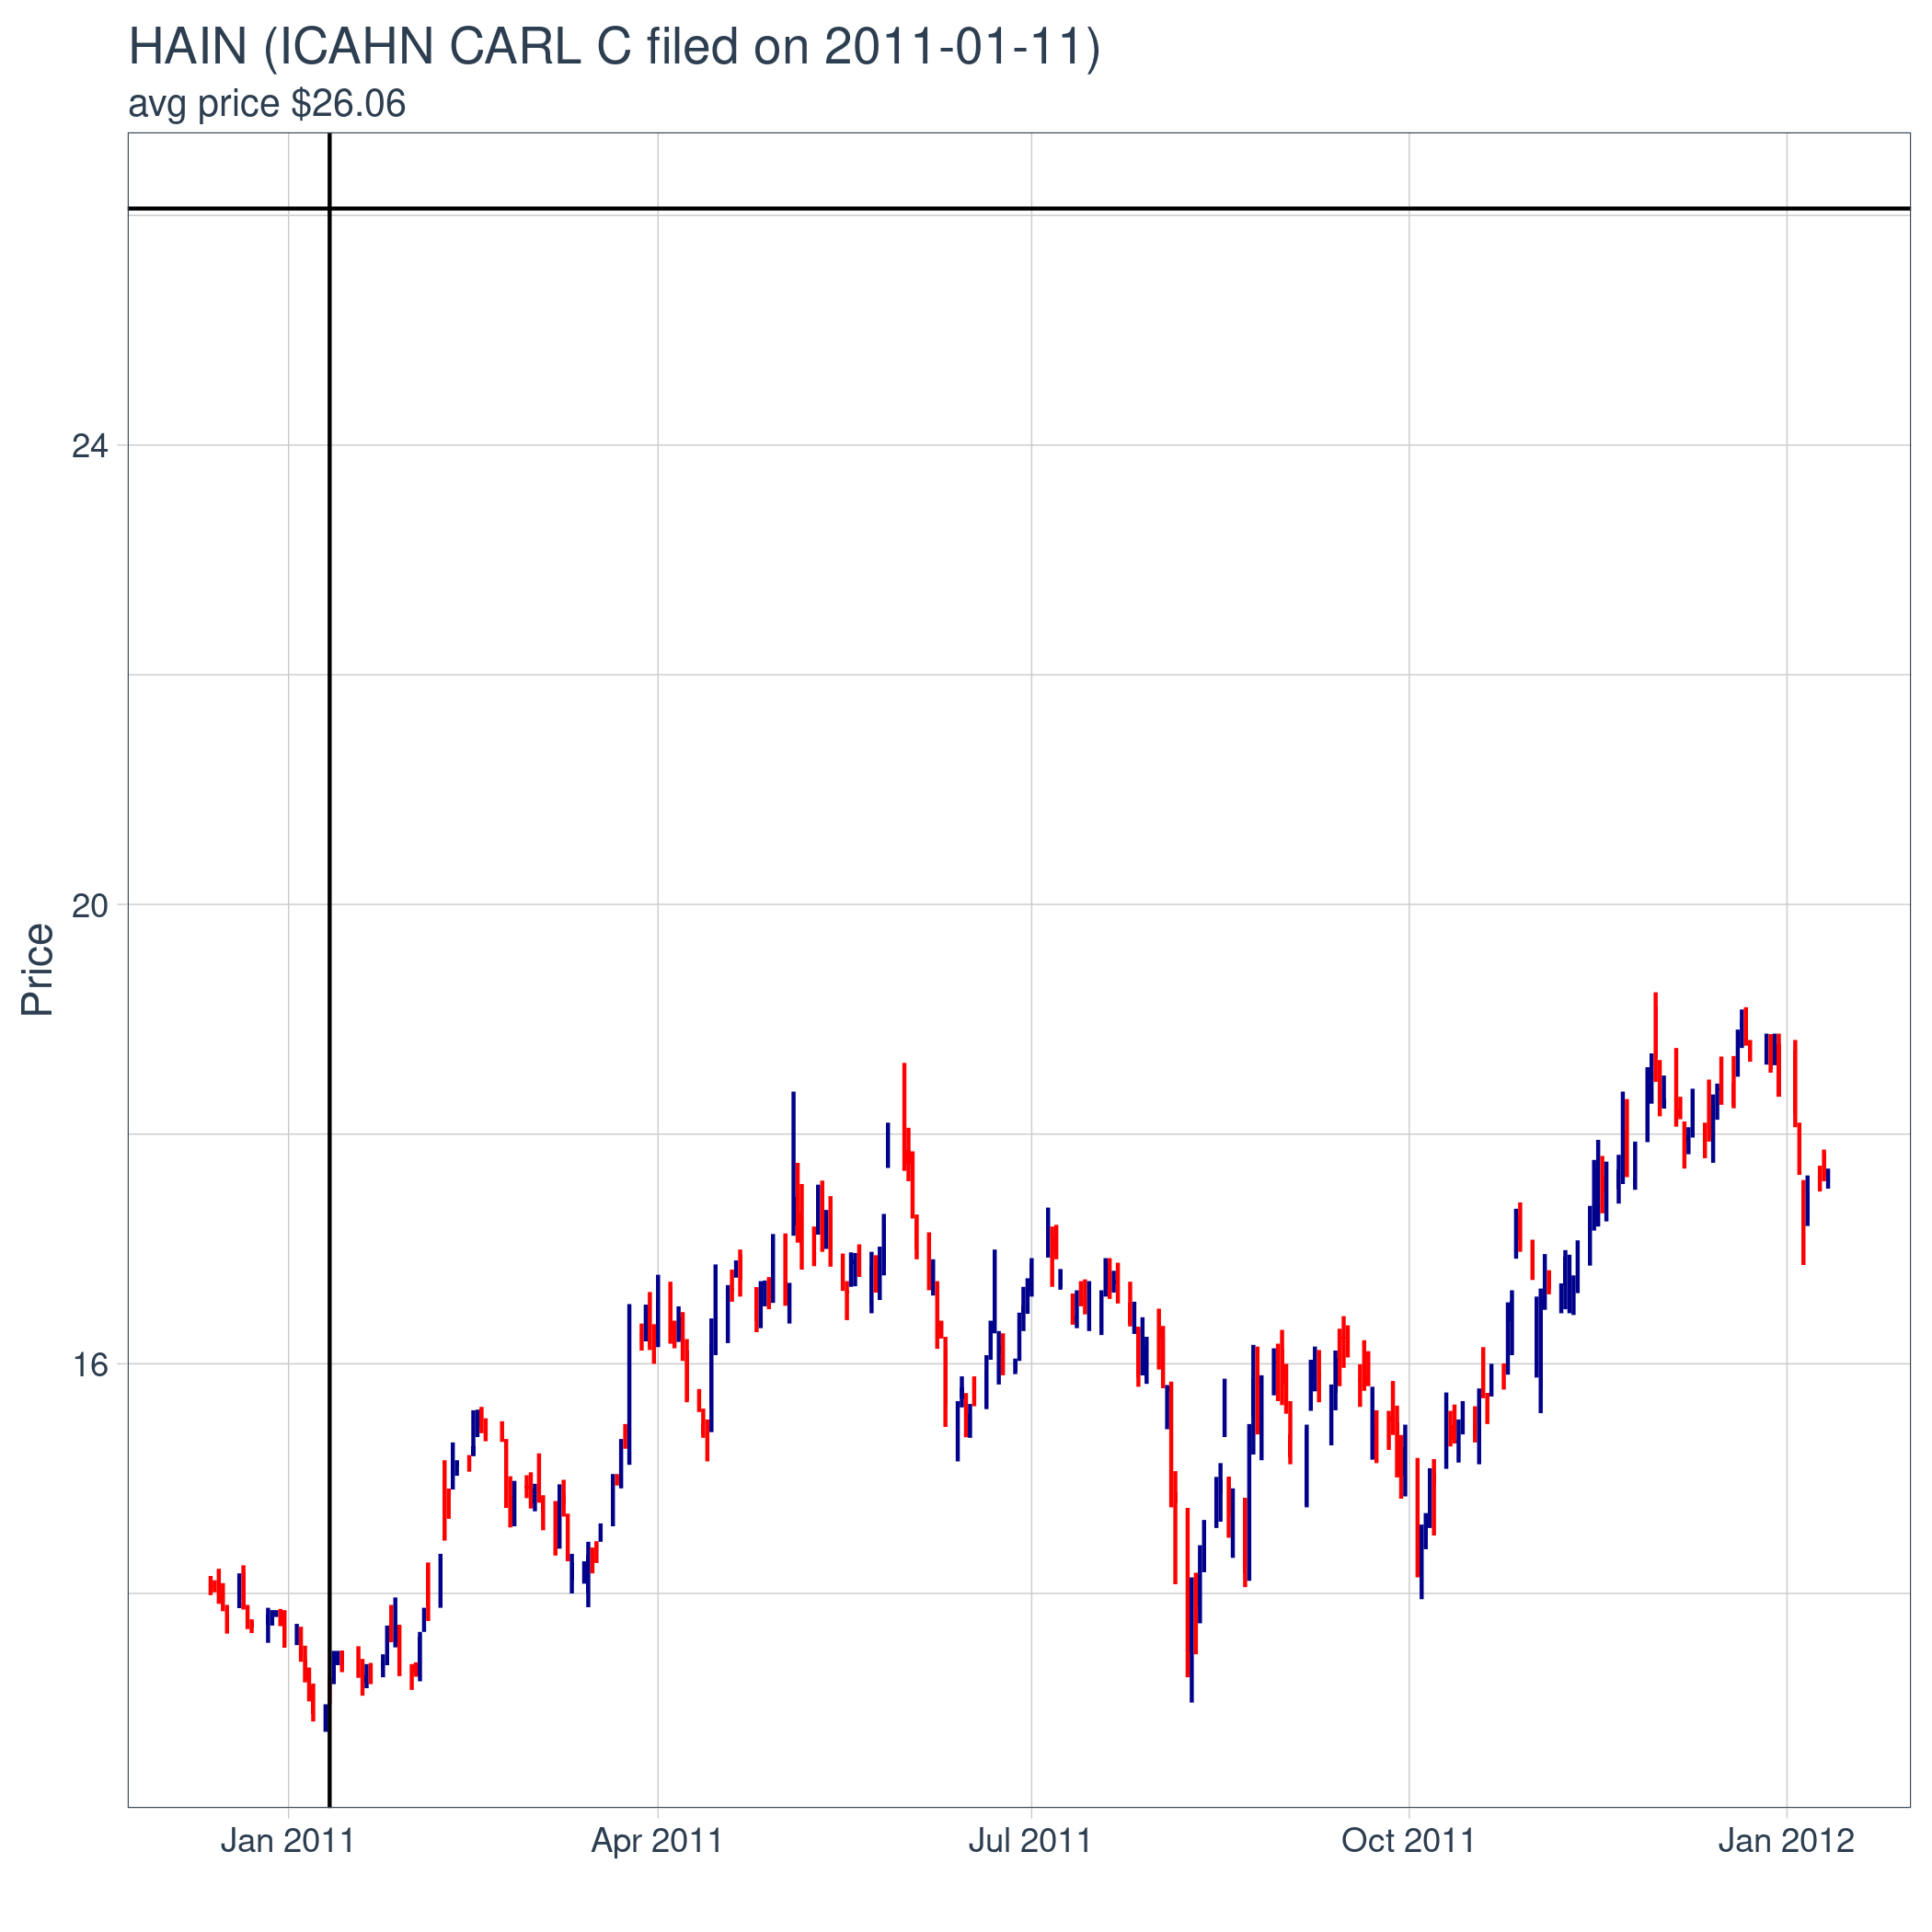 HAIN (ICAHN CARL C filed on 2011-01-11)
avg price $26.06
24
20
16
Price
Jan 2011
Apr 2011
Jul 2011
Oct 2011
Jan 2012